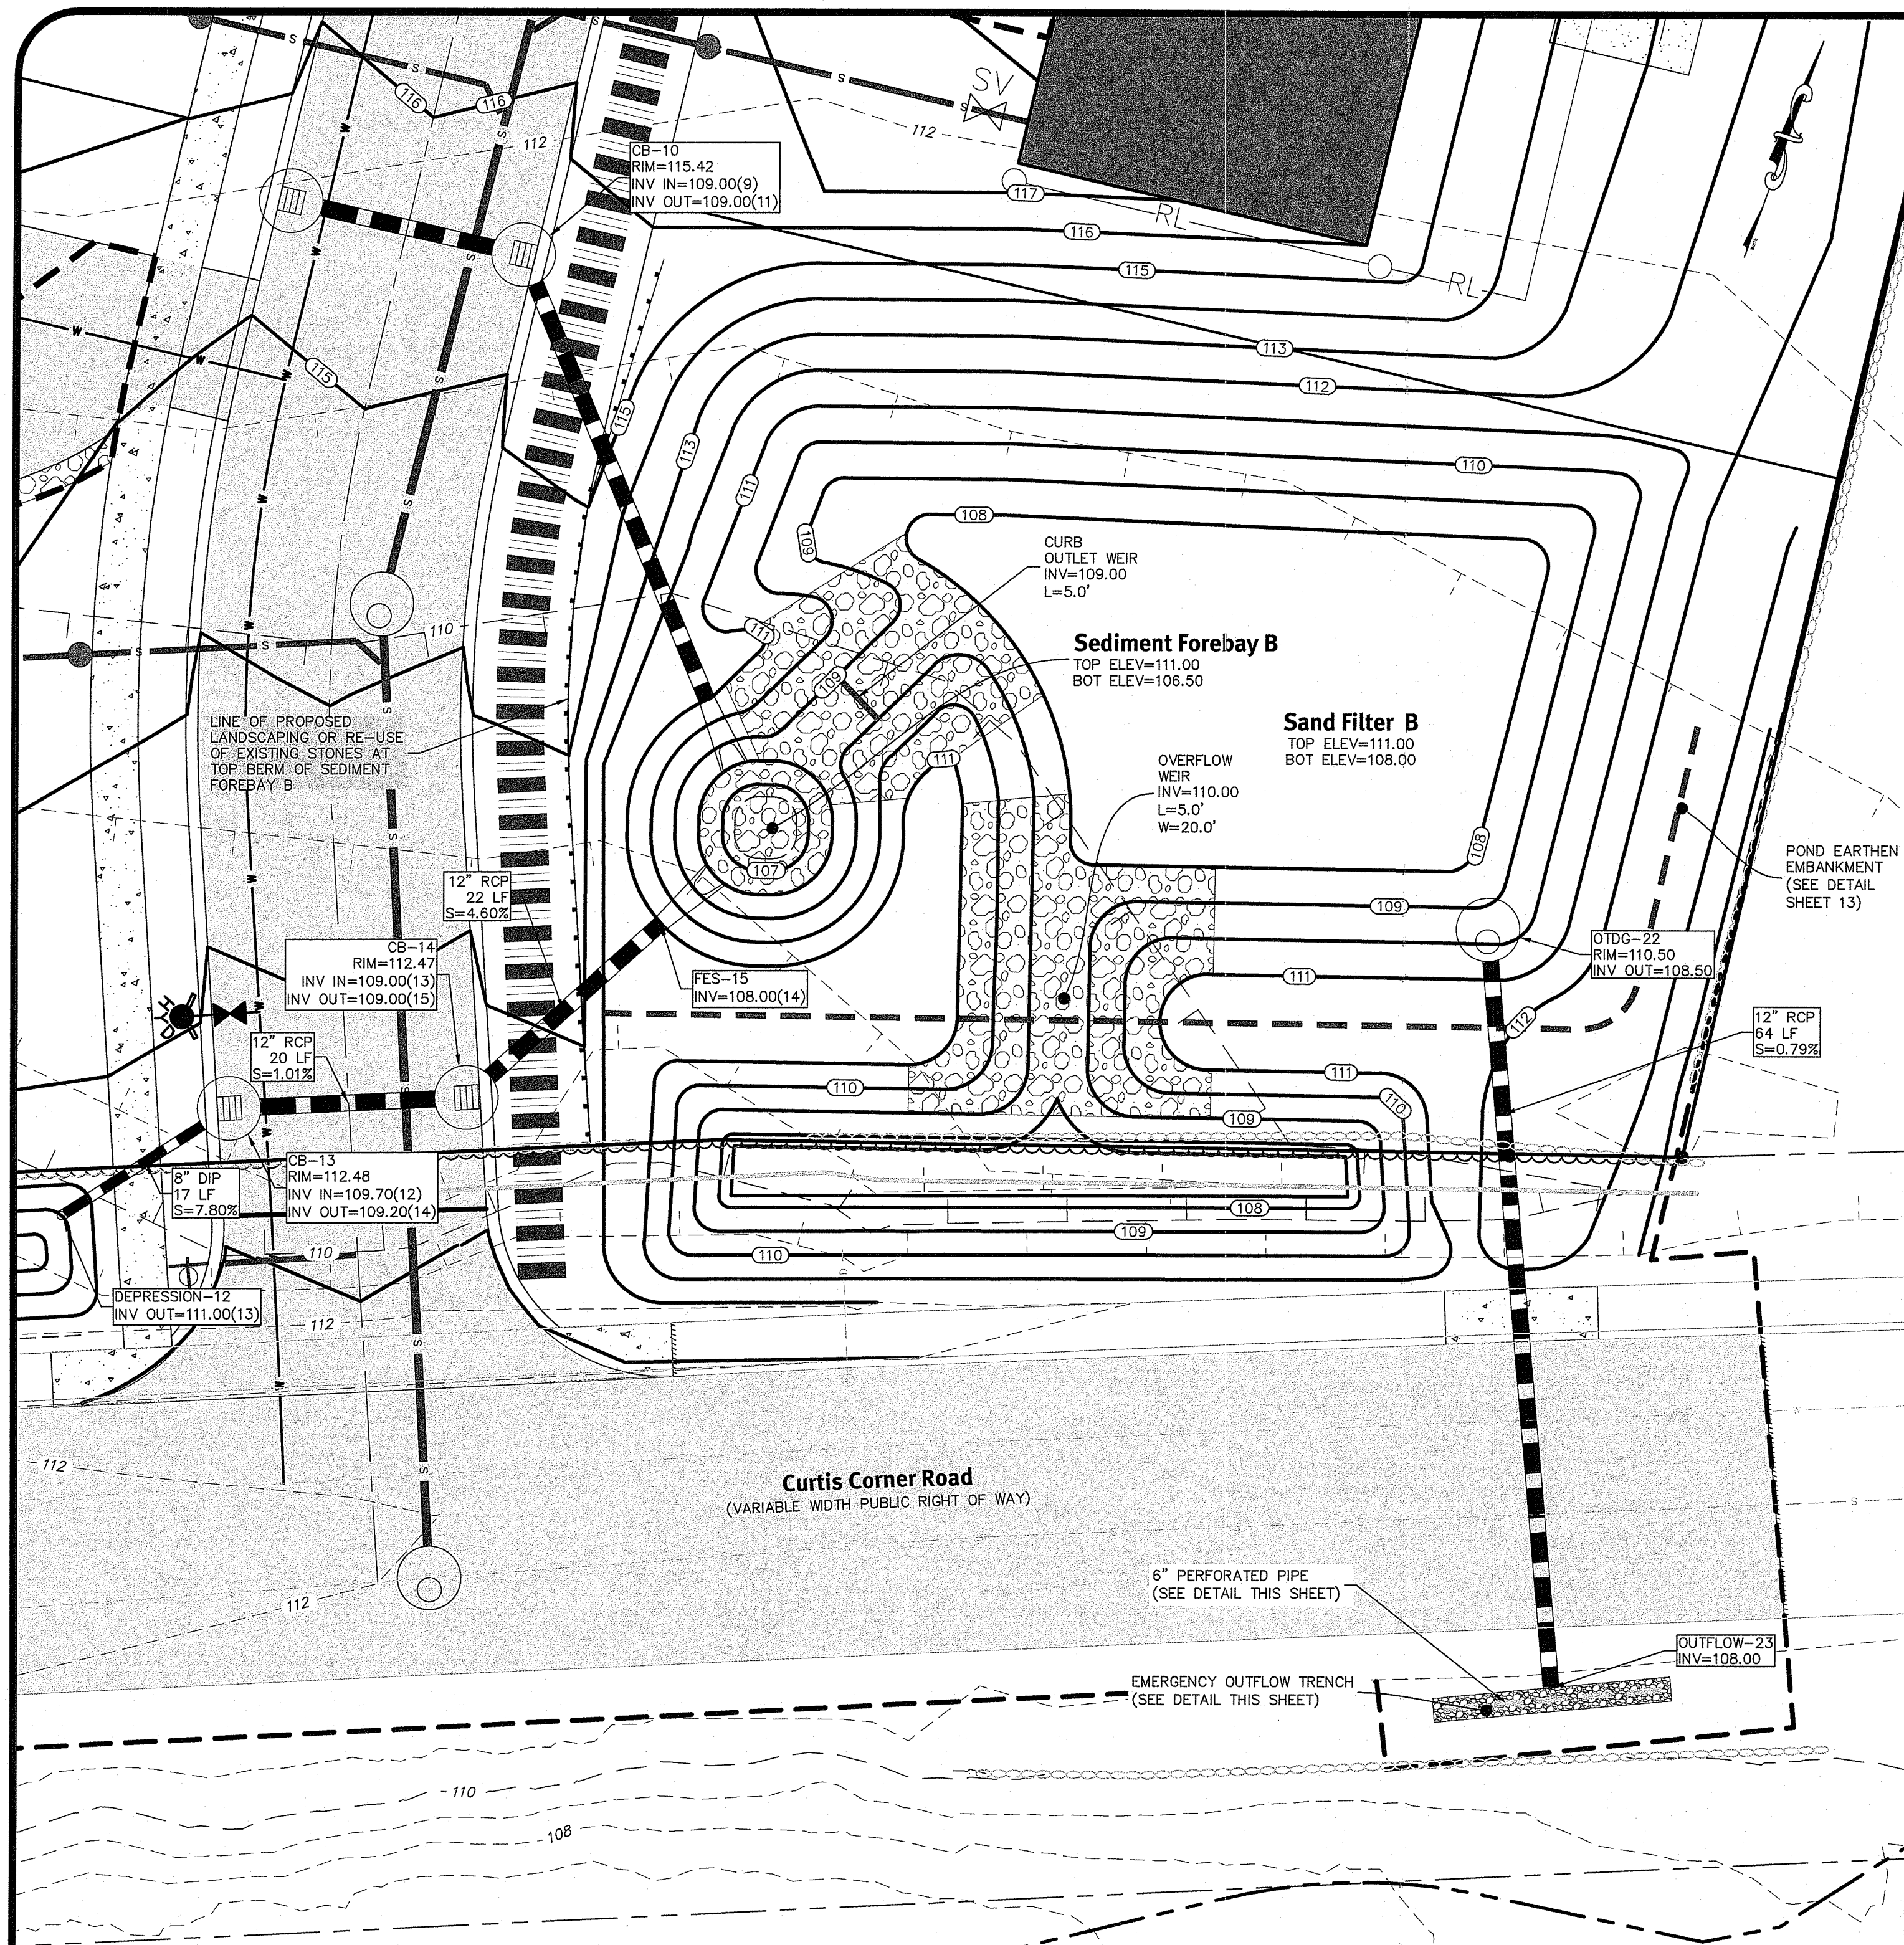 SV
116
116
112
112
CB-10
RIM=115.42
INV IN=109.00(9)
INV OUT=109.00(11)
117
RL
116
115
RL
113
112
115
115
113
111
110
108
109
CURB
OUTLET WEIR
INV=109.00
L=5.0'
111
110
Sediment Forebay B
TOP ELEV=111.00
BOT ELEV=106.50
109
LINE OF PROPOSED
LANDSCAPING OR RE-USE
OF EXISTING STONES AT
TOP BERM OF SEDIMENT
FOREBAY B
Sand Filter B
TOP ELEV=111.00
BOT ELEV=108.00
111
OVERFLOW
WEIR
INV=110.00
L=5.0'
W=20.0'
108
107
POND EARTHEN
EMBANKMENT
(SEE DETAIL
SHEET 13)
12" RCP
22 LF
S=4.60%
109
CB-14
RIM=112.47
INV IN=109.00(13)
INV OUT=109.00(15)
FES-15
INV=108.00(14)
111
OTDG-22
RIM=110.50
INV OUT=108.50
HYD
112
12" RCP
64 LF
S=0.79%
12" RCP
20 LF
S=1.01%
110
111
110
109
CB-13
RIM=112.48
INV IN=109.70(12)
INV OUT=109.20(14)
8" DIP
17 LF
S=7.80%
108
109
110
110
DEPRESSION-12
INV OUT=111.00(13)
112
112
Curtis Corner Road
(VARIABLE WIDTH PUBLIC RIGHT OF WAY)
112
6" PERFORATED PIPE
(SEE DETAIL THIS SHEET)
OUTFLOW-23
INV=108.00
EMERGENCY OUTFLOW TRENCH
(SEE DETAIL THIS SHEET)
110
108